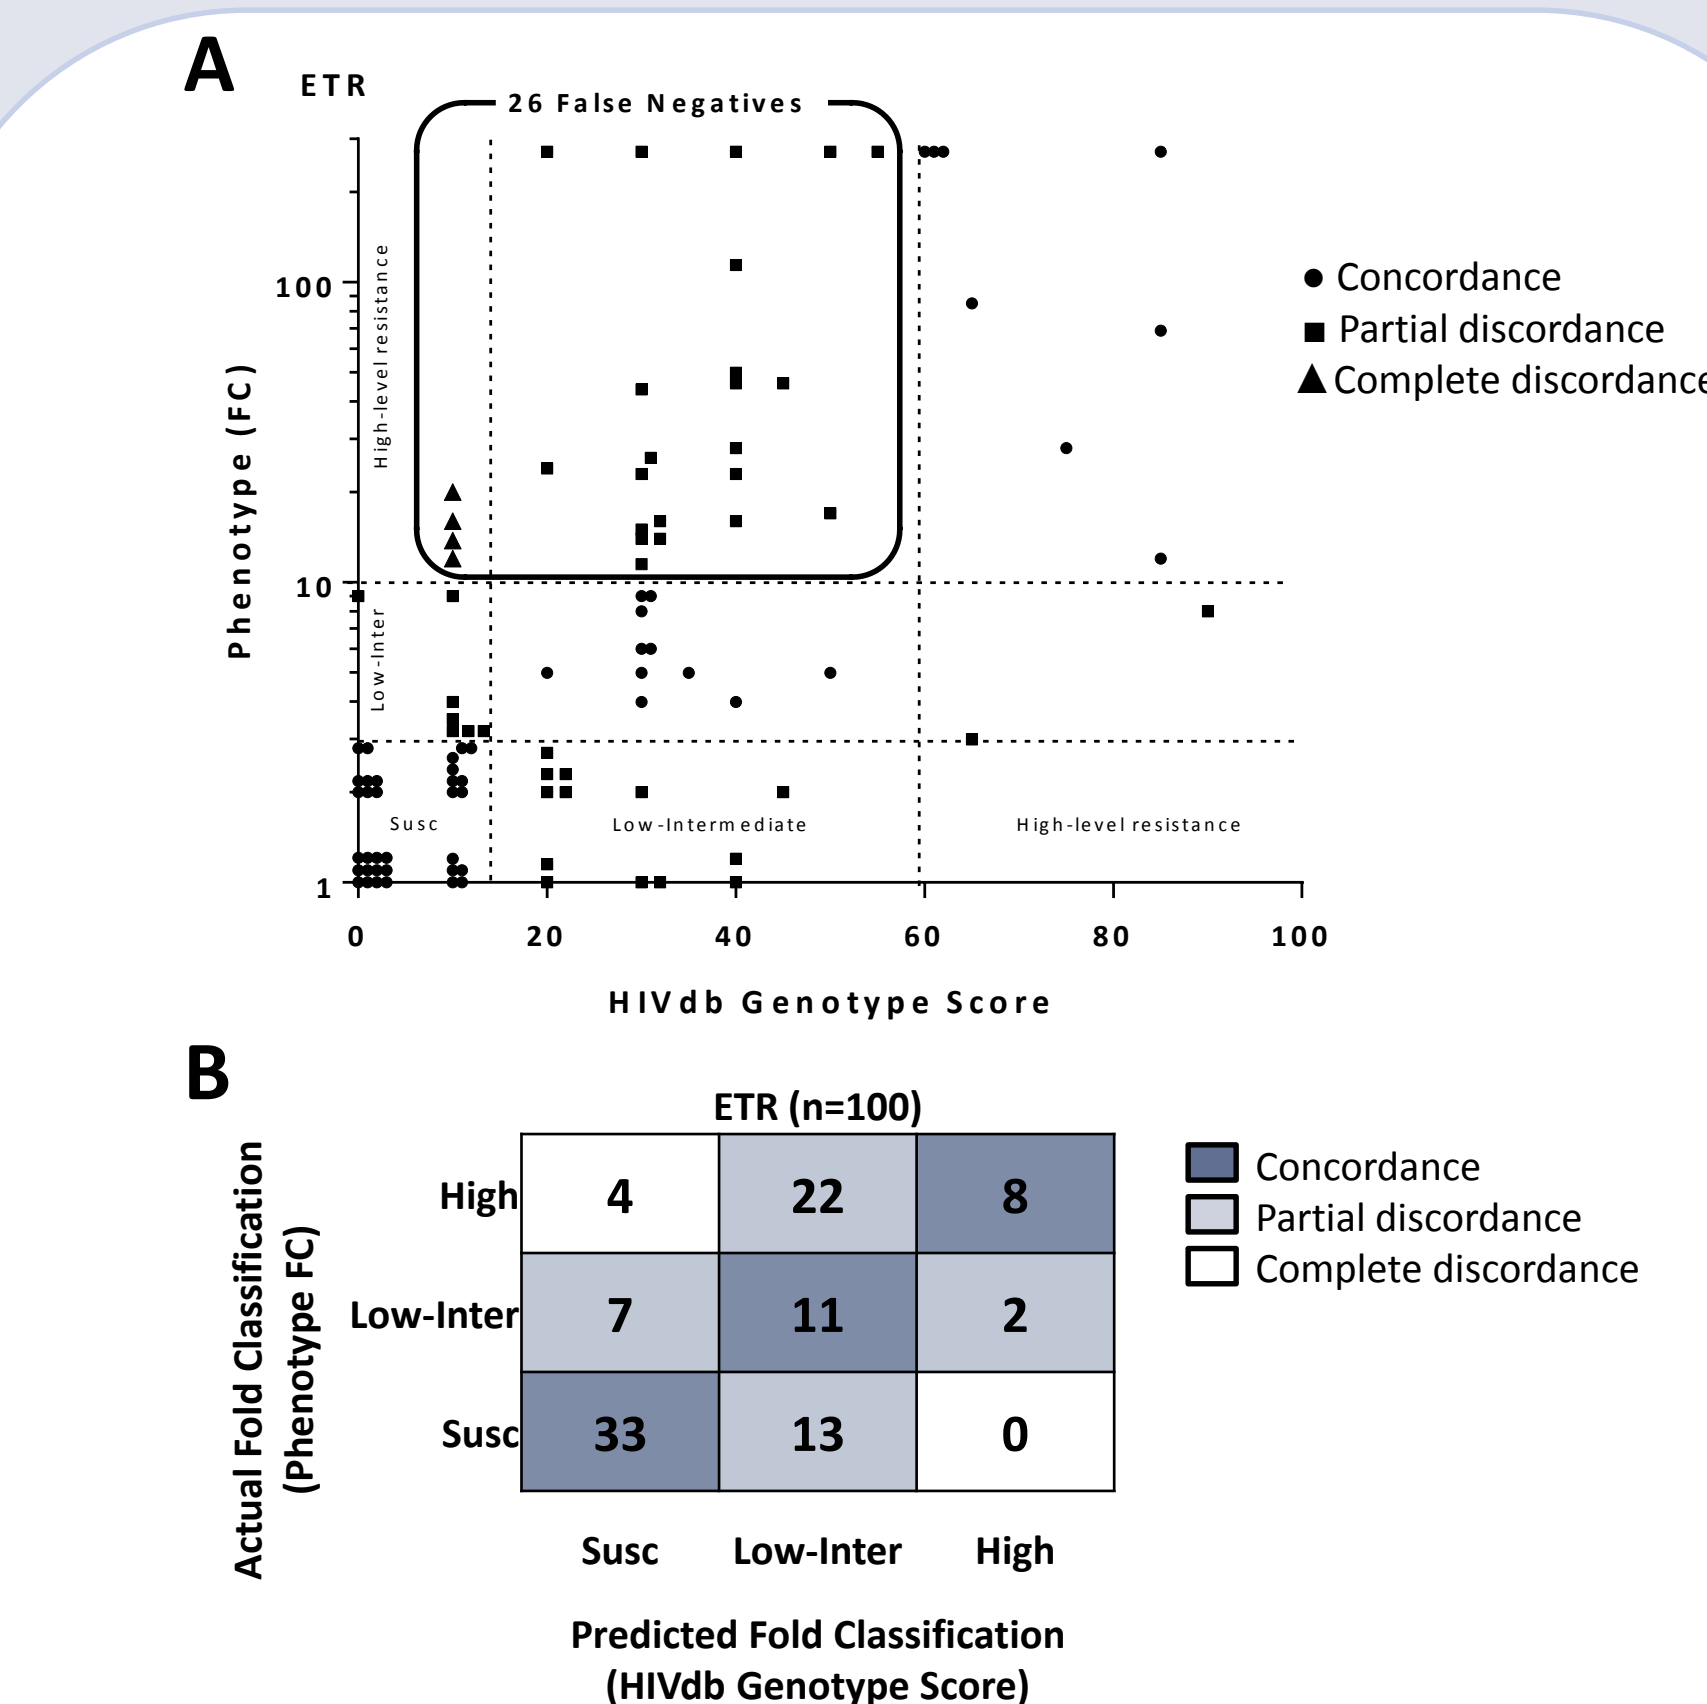 A
ETR
26 False Negatives
High-level resistance
100
Concordance
Partial discordance
Complete discordance
Phenotype (FC)
10
Low-Inter
Susc
Low-Intermediate
High-level resistance
1
0 20 40 60 80 100
HIVdb Genotype Score
B
ETR (n=100)
Actual Fold Classification
(Phenotype FC)
High 4 22 8
Low-Inter 7 11 2
Susc 33 13 0
Concordance
Partial discordance
Complete discordance
Susc Low-Inter High
Predicted Fold Classification
(HIVdb Genotype Score)